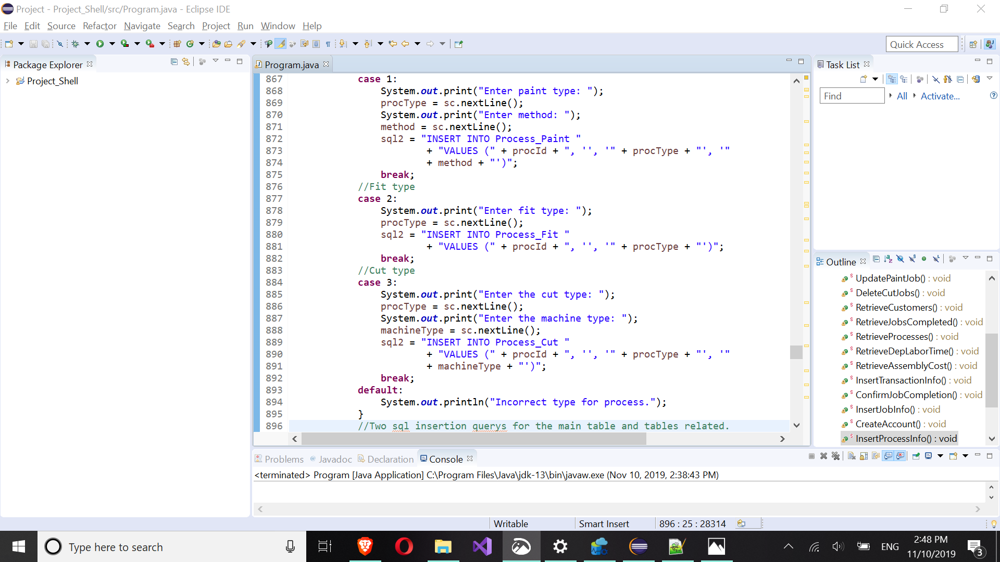 Project - Project_Shell/src/Program.java - Eclipse IDE
File Edit Source Refactor Navigate Search Project Run Window Help
Quick Access
Package Explorer
Project_Shell
Program.java
867 case 1:
868 System.out.print("Enter paint type: ");
869 procType = sc.nextLine();
870 System.out.print("Enter method: ");
871 method = sc.nextLine();
872 sql2 = "INSERT INTO Process_Paint "
873 + "VALUES (" + procId + ", '', '" + procType + "', '"
874 + method + "')";
875 break;
876 //Fit type
877 case 2:
878 System.out.print("Enter fit type: ");
879 procType = sc.nextLine();
880 sql2 = "INSERT INTO Process_Fit "
881 + "VALUES (" + procId + ", '', '" + procType + "')";
882 break;
883 //Cut type
884 case 3:
885 System.out.print("Enter the cut type: ");
886 procType = sc.nextLine();
887 System.out.print("Enter the machine type: ");
888 machineType = sc.nextLine();
889 sql2 = "INSERT INTO Process_Cut "
890 + "VALUES (" + procId + ", '', '" + procType + "', '"
891 + machineType + "')";
892 break;
893 default:
894 System.out.println("Incorrect type for process.");
895 }
896 //Two sql insertion querys for the main table and tables related.
Task List
Find All Activate...
Outline
UpdatePaintJob() : void
DeleteCutJobs() : void
RetrieveCustomers() : void
RetrieveJobsCompleted() : void
RetrieveProcesses() : void
RetrieveDepLaborTime() : void
RetrieveAssemblyCost() : void
InsertTransactionInfo() : void
ConfirmJobCompletion() : void
InsertJobInfo() : void
CreateAccount() : void
InsertProcessInfo() : void
Problems @ Javadoc Declaration Console
<terminated> Program [Java Application] C:\Program Files\Java\jdk-13\bin\javaw.exe (Nov 10, 2019, 2:38:43 PM)
Writable Smart Insert 896 : 25 : 28314
Type here to search
ENG
2:48 PM
11/10/2019
3